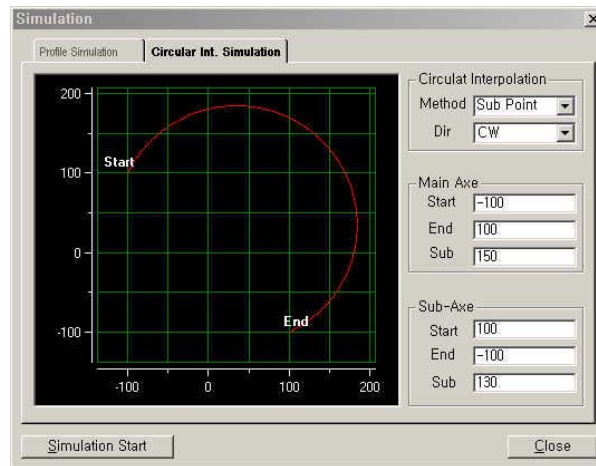 Simulation
Profile Simulation
Circular Int. Simulation
200
100
0
-100
-100
0
100
200
Start
End
Circulat Interpolation
Method Sub Point
Dir CW
Main Axe
Start -100
End 100
Sub 150
Sub-Axe
Start 100
End -100
Sub 130
Simulation Start
Close